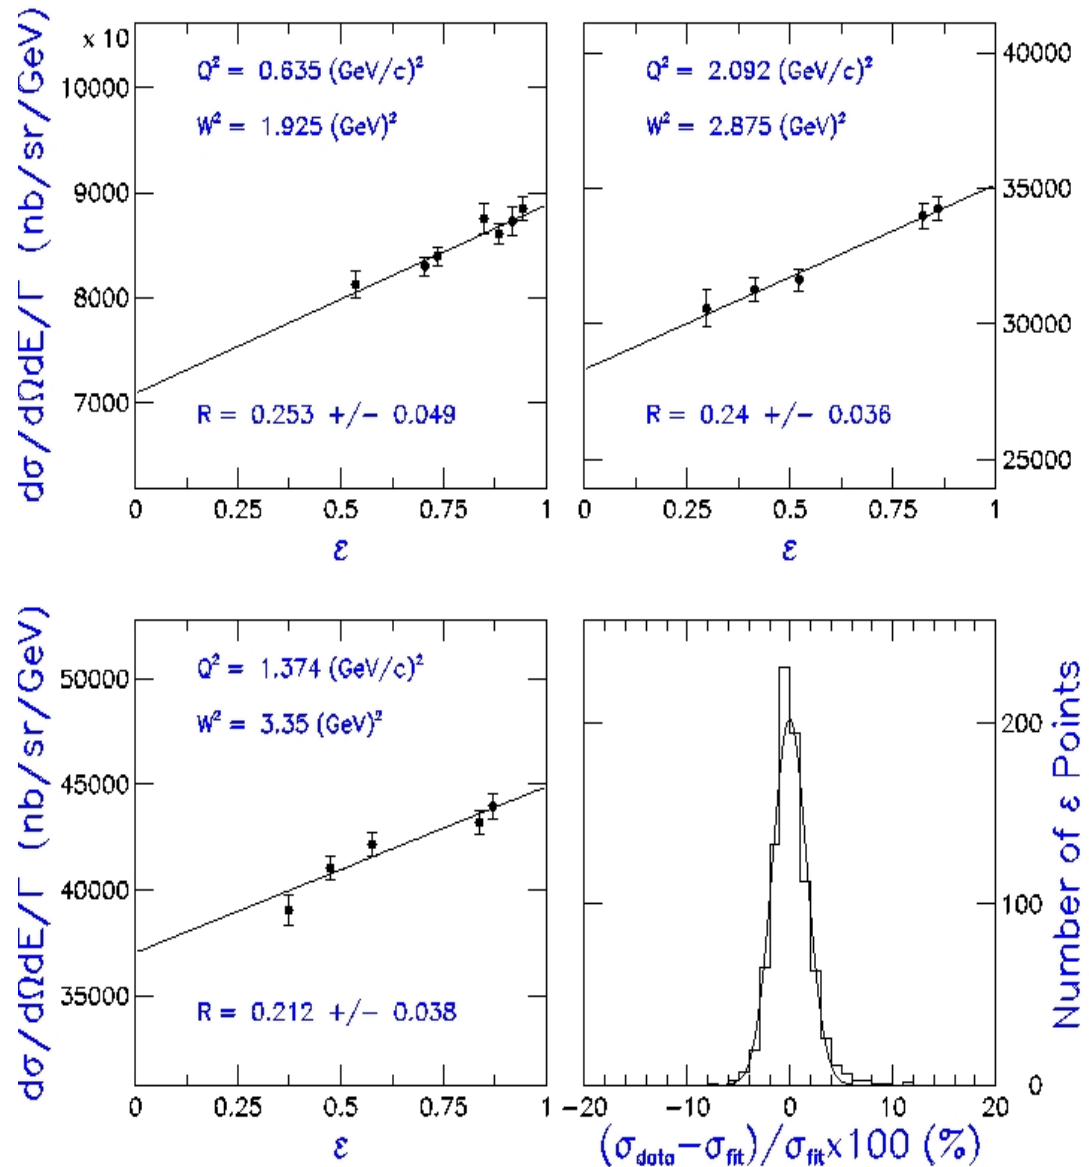 x 10
10000
9000
8000
7000
dσ/dΩdE/Γ (nb/sr/GeV)
Q² = 0.635 (GeV/c)²
W² = 1.925 (GeV)²
R = 0.253 +/- 0.049
0 0.25 0.5 0.75 1
ε
Q² = 2.092 (GeV/c)²
W² = 2.875 (GeV)²
R = 0.24 +/- 0.036
40000
35000
30000
25000
0 0.25 0.5 0.75 1
ε
dσ/dΩdE/Γ (nb/sr/GeV)
50000
45000
40000
35000
Q² = 1.374 (GeV/c)²
W² = 3.35 (GeV)²
R = 0.212 +/- 0.038
0 0.25 0.5 0.75 1
ε
200
100
0
Number of ε Points
-20 -10 0 10 20
(σdata-σfit)/σfitx100 (%)